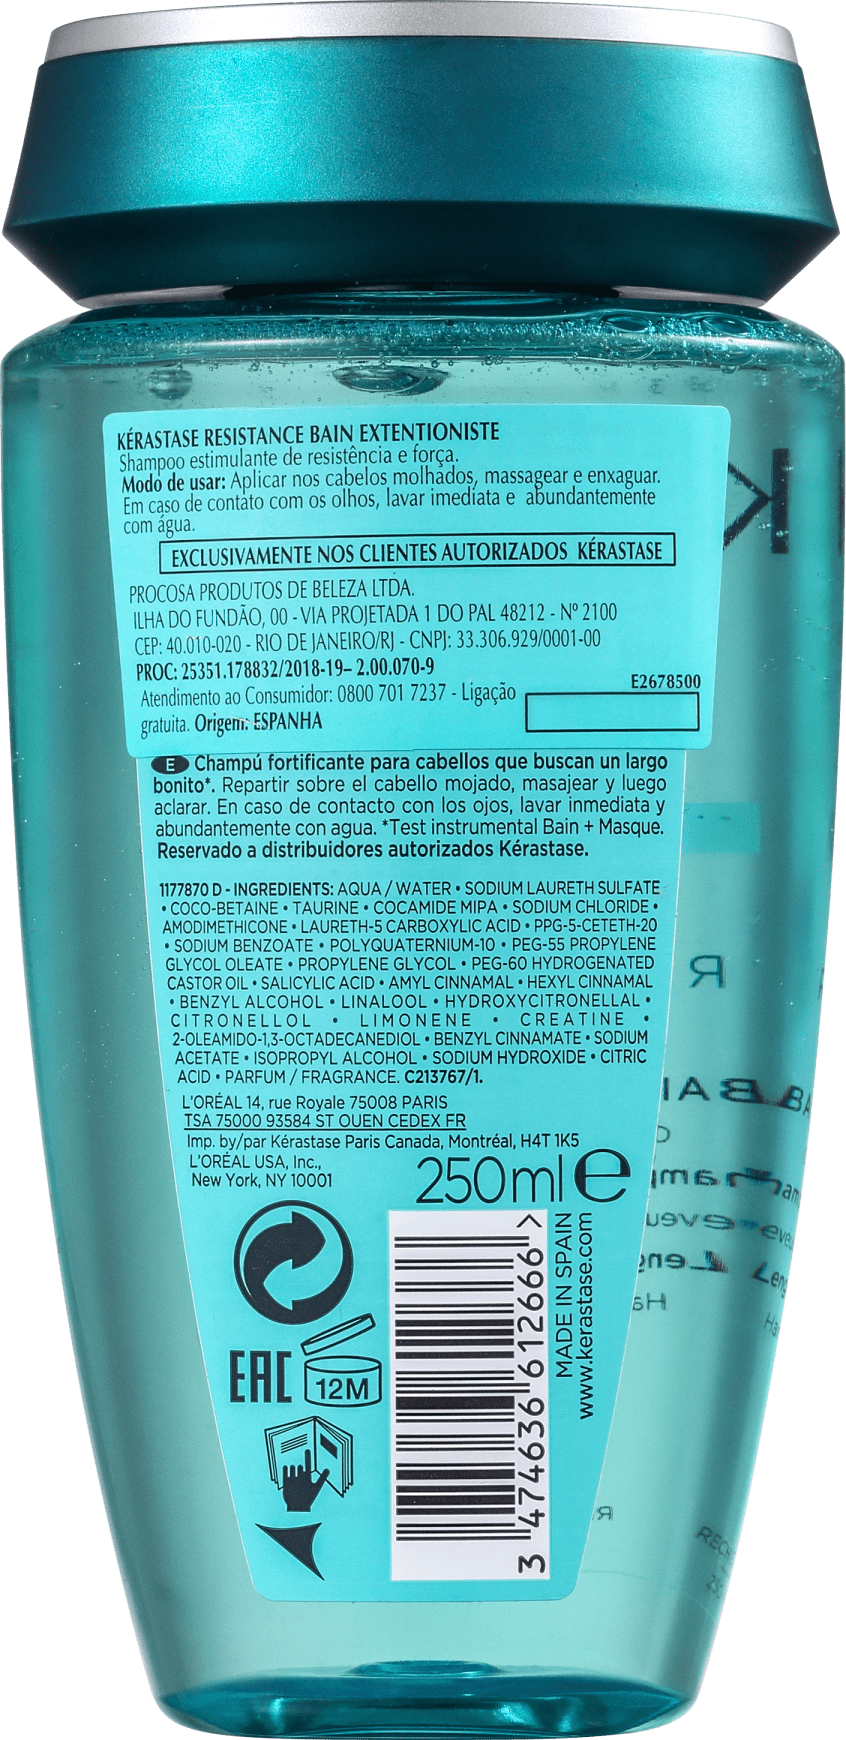 KÉRASTASE RESISTANCE BAIN EXTENTIONISTE
Shampoo estimulante de resistência e força.
Modo de usar: Aplicar nos cabelos molhados, massagear e enxaguar.
Em caso de contato com os olhos, lavar imediata e abundantemente
com água.
EXCLUSIVAMENTE NOS CLIENTES AUTORIZADOS KÉRASTASE
PROCOSA PRODUTOS DE BELEZA LTDA.
ILHA DO FUNDÃO, 00 - VIA PROJETADA 1 DO PAL 48212 - Nº 2100
CEP: 40.010-020 - RIO DE JANEIRO/RJ - CNPJ: 33.306.929/0001-00
PROC: 25351.178832/2018-19– 2.00.070-9
Atendimento ao Consumidor: 0800 701 7237 - Ligação
gratuita. Origem: ESPANHA
E2678500
E Champú fortificante para cabellos que buscan un largo
bonito*. Repartir sobre el cabello mojado, masajear y luego
aclarar. En caso de contacto con los ojos, lavar inmediata y
abundantemente con agua. *Test instrumental Bain + Masque.
Reservado a distribuidores autorizados Kérastase.
1177870 D - INGREDIENTS: AQUA / WATER • SODIUM LAURETH SULFATE
• COCO-BETAINE • TAURINE • COCAMIDE MIPA • SODIUM CHLORIDE •
AMODIMETHICONE • LAURETH-5 CARBOXYLIC ACID • PPG-5-CETETH-20
• SODIUM BENZOATE • POLYQUATERNIUM-10 • PEG-55 PROPYLENE
GLYCOL OLEATE • PROPYLENE GLYCOL • PEG-60 HYDROGENATED
CASTOR OIL • SALICYLIC ACID • AMYL CINNAMAL • HEXYL CINNAMAL
• BENZYL ALCOHOL • LINALOOL • HYDROXYCITRONELLAL •
CITRONELLOL • LIMONENE • CREATINE •
2-OLEAMIDO-1,3-OCTADECANEDIOL • BENZYL CINNAMATE • SODIUM
ACETATE • ISOPROPYL ALCOHOL • SODIUM HYDROXIDE • CITRIC
ACID • PARFUM / FRAGRANCE. C213767/1.
L'ORÉAL 14, rue Royale 75008 PARIS
TSA 75000 93584 ST OUEN CEDEX FR
Imp. by/par Kérastase Paris Canada, Montréal, H4T 1K5
L'ORÉAL USA, Inc.,
New York, NY 10001
250ml e
EAC
12M
3 474636 612666 >
MADE IN SPAIN
www.kerastase.com